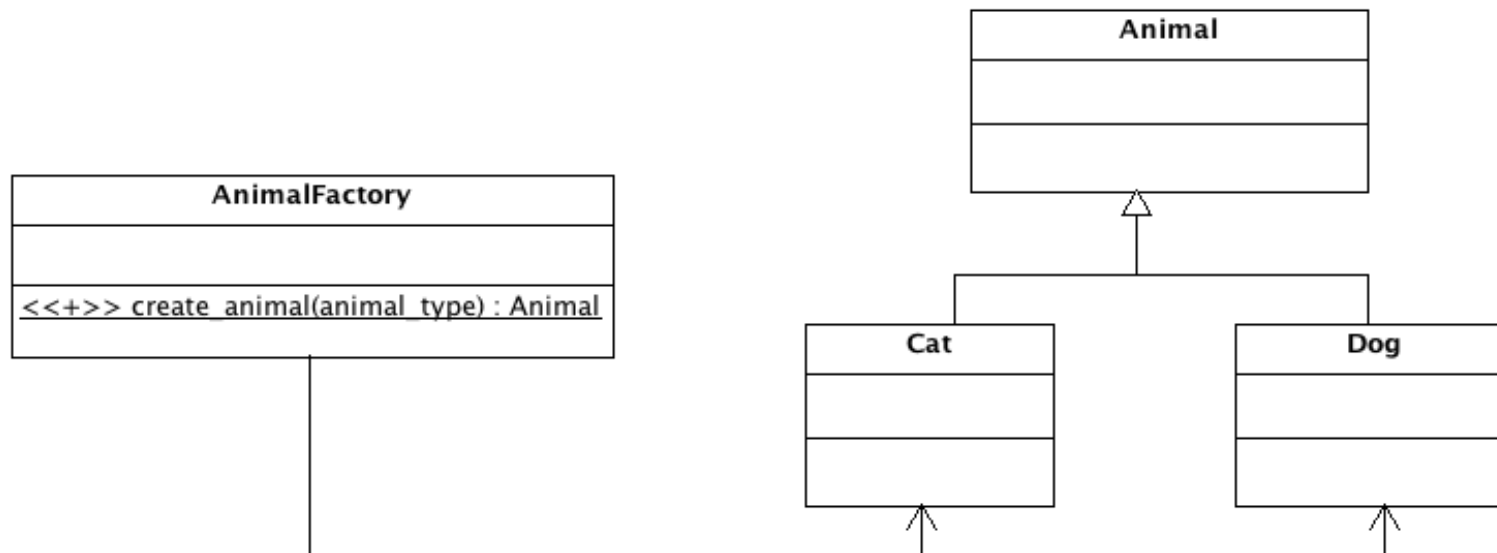 Animal
AnimalFactory
<<+>> create_animal(animal_type) : Animal
Cat
Dog